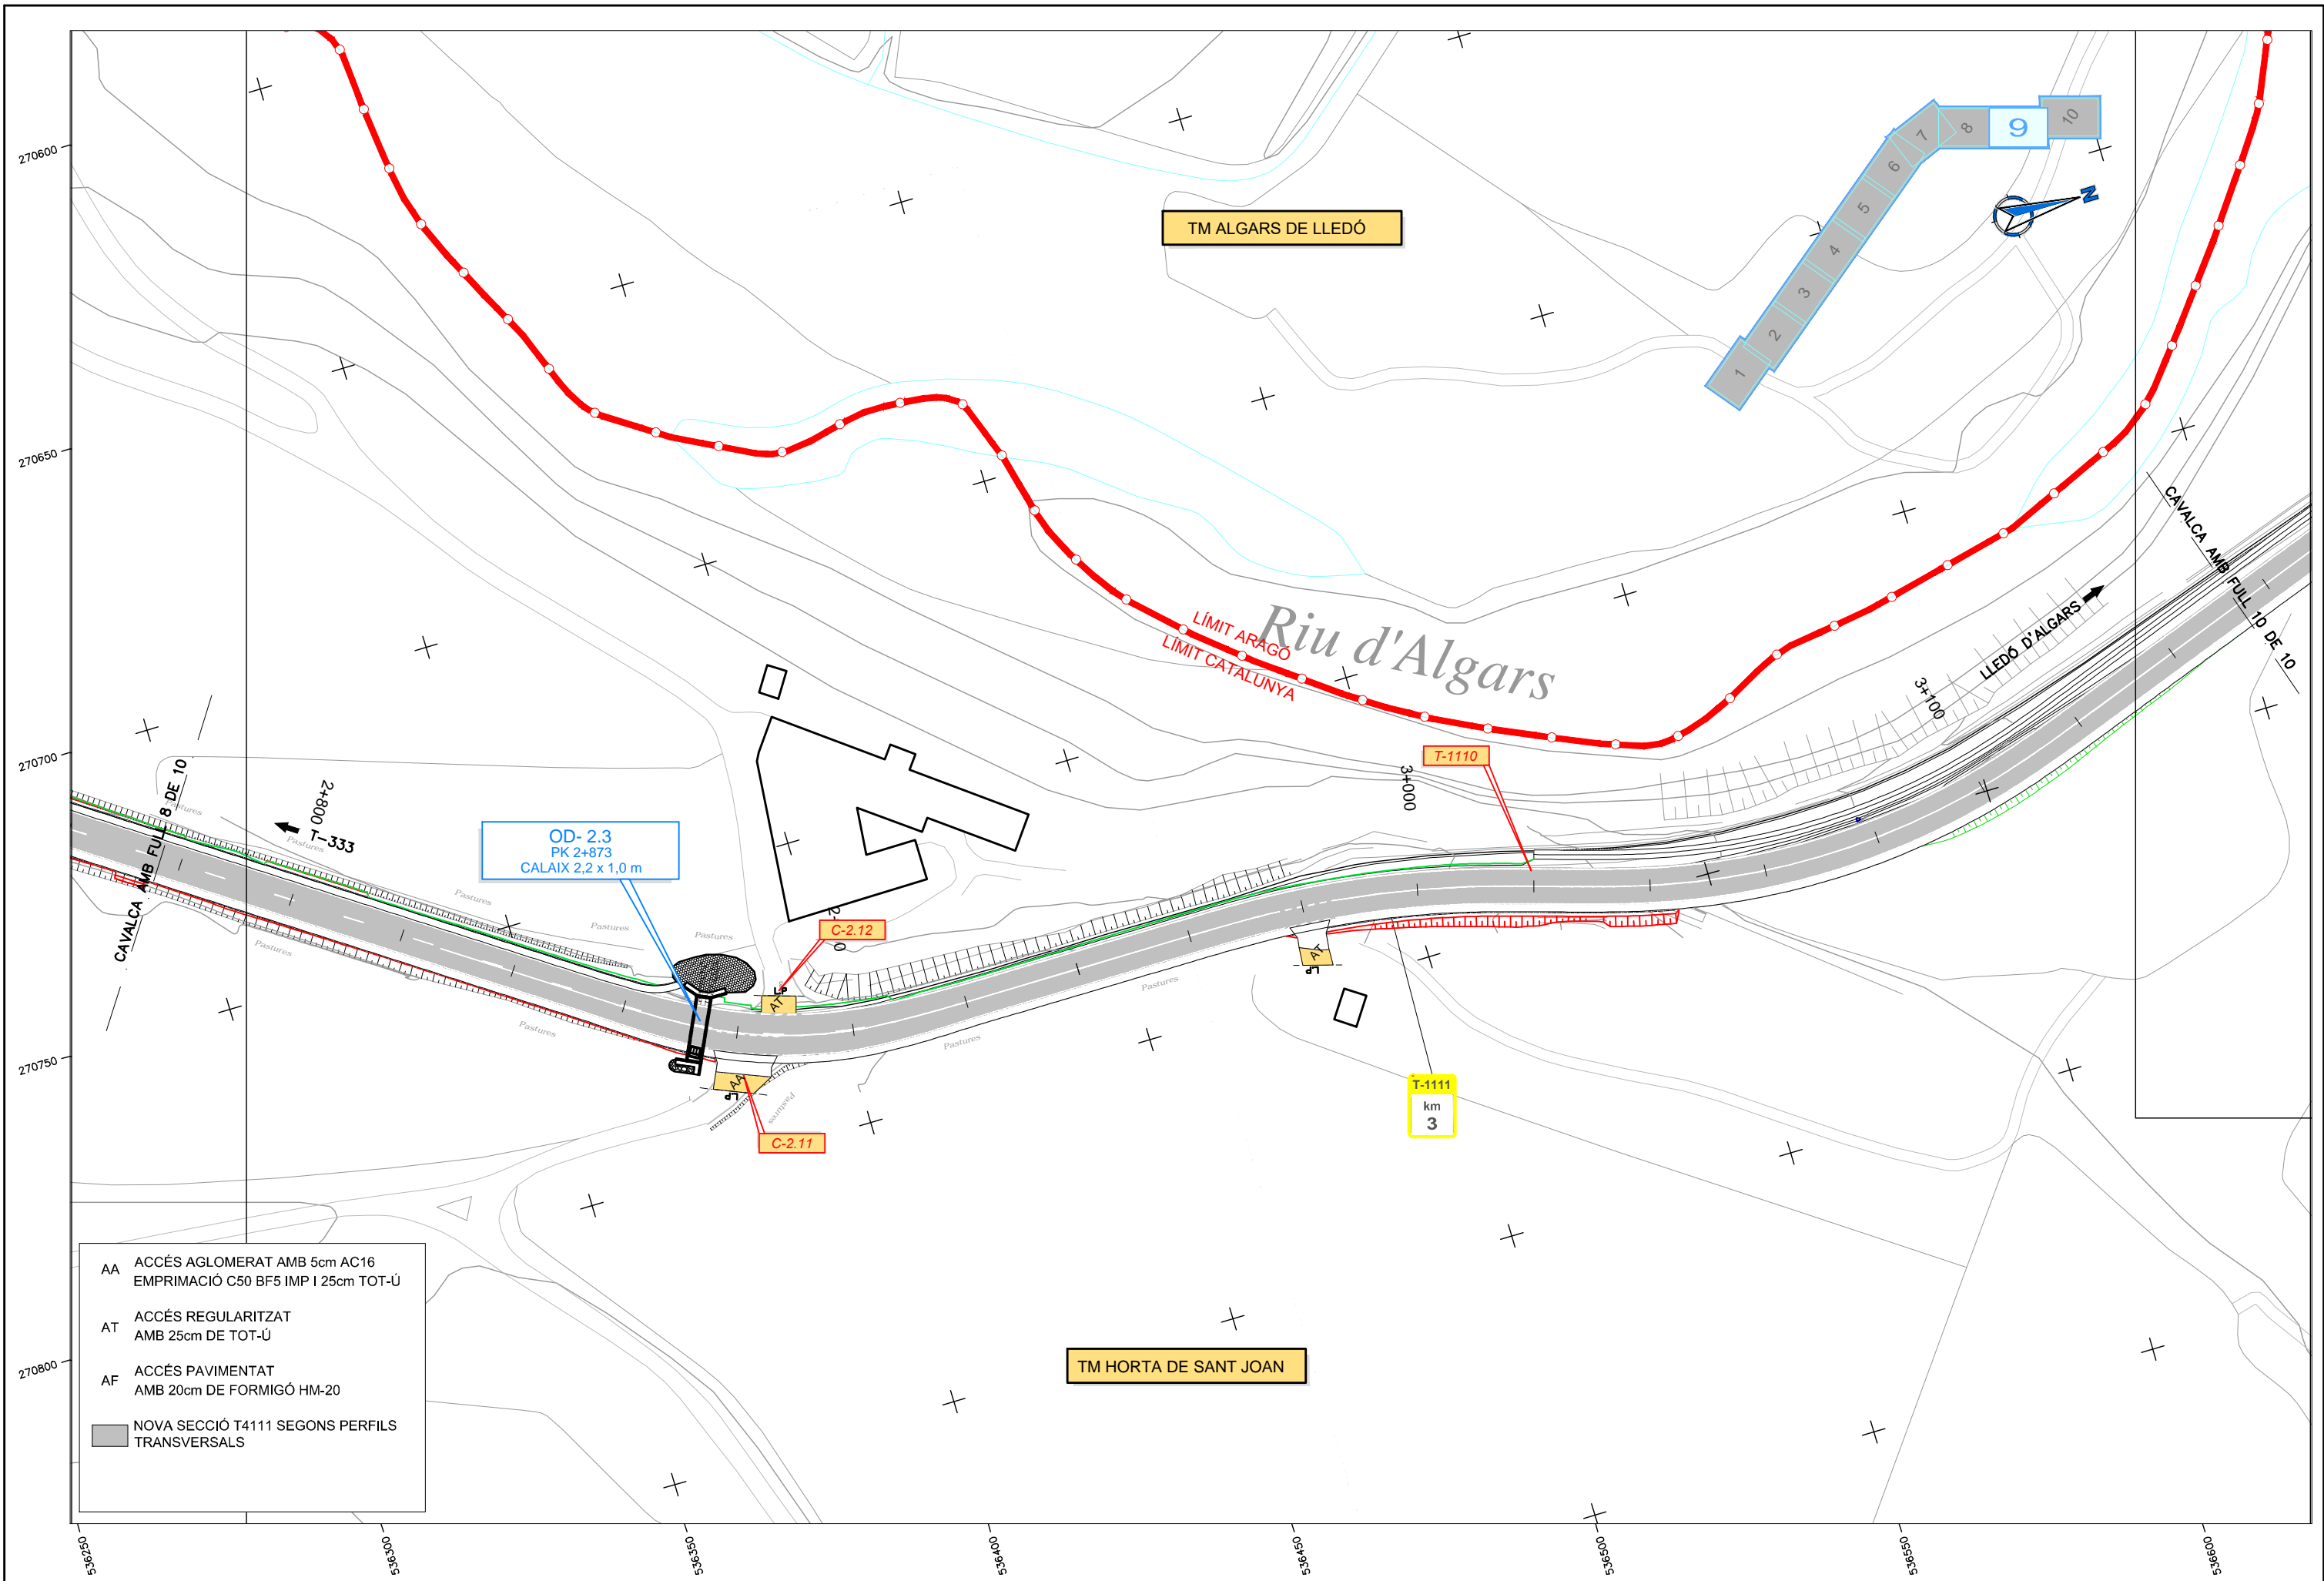 270600
270650
270700
270750
270800
TM ALGARS DE LLEDÓ
1
2
3
4
5
6
7
8
9
10
N
LÍMIT ARAGÓ
LÍMIT CATALUNYA
Riu d'Algars
LLEDÓ D'ALGARS
3+100
CAVALCA AMB FULL 10 DE 10
T-1110
3+000
2+800
T-333
CAVALCA AMB FULL 8 DE 10
Pastures
Pastures
Pastures
Pastures
Pastures
Pastures
Pastures
Pastures
Pastures
Pastures
OD- 2.3
PK 2+873
CALAIX 2,2 x 1,0 m
C-2.12
AT
AT
AA
C-2.11
T-1111
km
3
TM HORTA DE SANT JOAN
AA ACCÉS AGLOMERAT AMB 5cm AC16
EMPRIMACIÓ C50 BF5 IMP I 25cm TOT-Ú
AT ACCÉS REGULARITZAT
AMB 25cm DE TOT-Ú
AF ACCÉS PAVIMENTAT
AMB 20cm DE FORMIGÓ HM-20
NOVA SECCIÓ T4111 SEGONS PERFILS
TRANSVERSALS
536250
536300
536350
536400
536450
536500
536550
536600